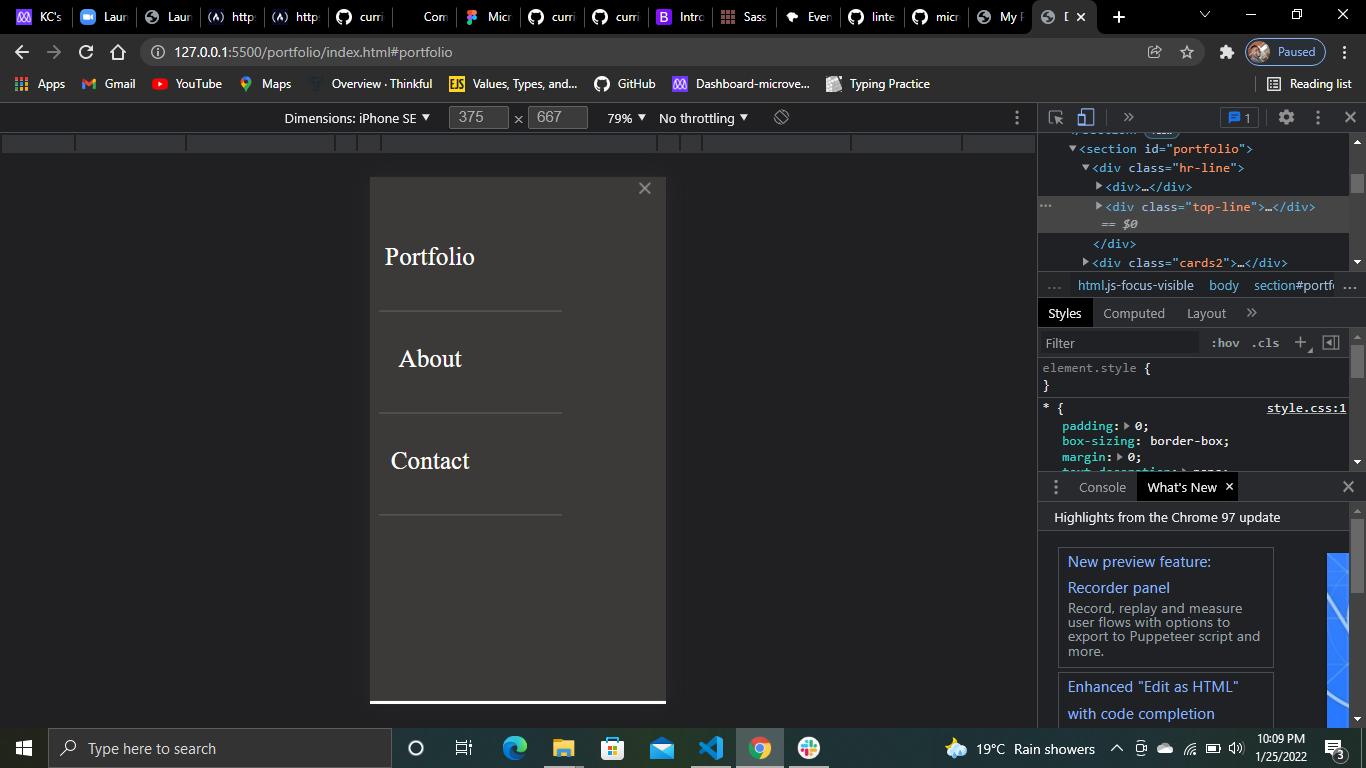 KC's
Laun
Laun
https
https
curri
Com
Micr
curri
curri
Intro
Sass
Even
linte
micr
My P
127.0.0.1:5500/portfolio/index.html#portfolio
Paused
Apps
Gmail
YouTube
Maps
Overview · Thinkful
Values, Types, and...
GitHub
Dashboard-microve...
Typing Practice
Reading list
Dimensions: iPhone SE
375 × 667
79%
No throttling
1
<section id="portfolio">
<div class="hr-line">
<div>…</div>
<div class="top-line">…</div>
== $0
</div>
<div class="cards2">…</div>
... html.js-focus-visible body section#portfo ...
Styles Computed Layout
Filter :hov .cls
element.style {
}
* { style.css:1
padding: 0;
box-sizing: border-box;
margin: 0;
Console What's New
Highlights from the Chrome 97 update
New preview feature:
Recorder panel
Record, replay and measure
user flows with options to
export to Puppeteer script and
more.
Enhanced "Edit as HTML"
with code completion
Portfolio
About
Contact
Type here to search
19°C Rain showers
10:09 PM
1/25/2022
3